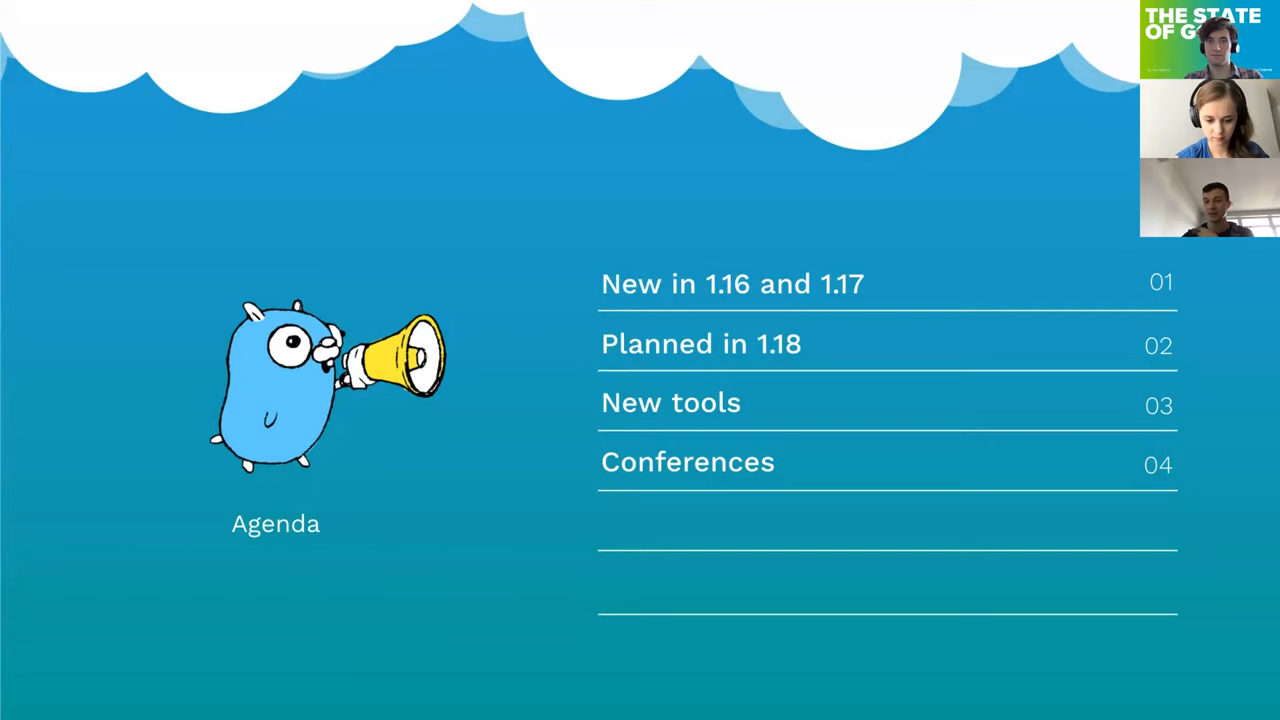 THE STATE
OF G
New in 1.16 and 1.17 01
Planned in 1.18 02
New tools 03
Conferences 04
Agenda